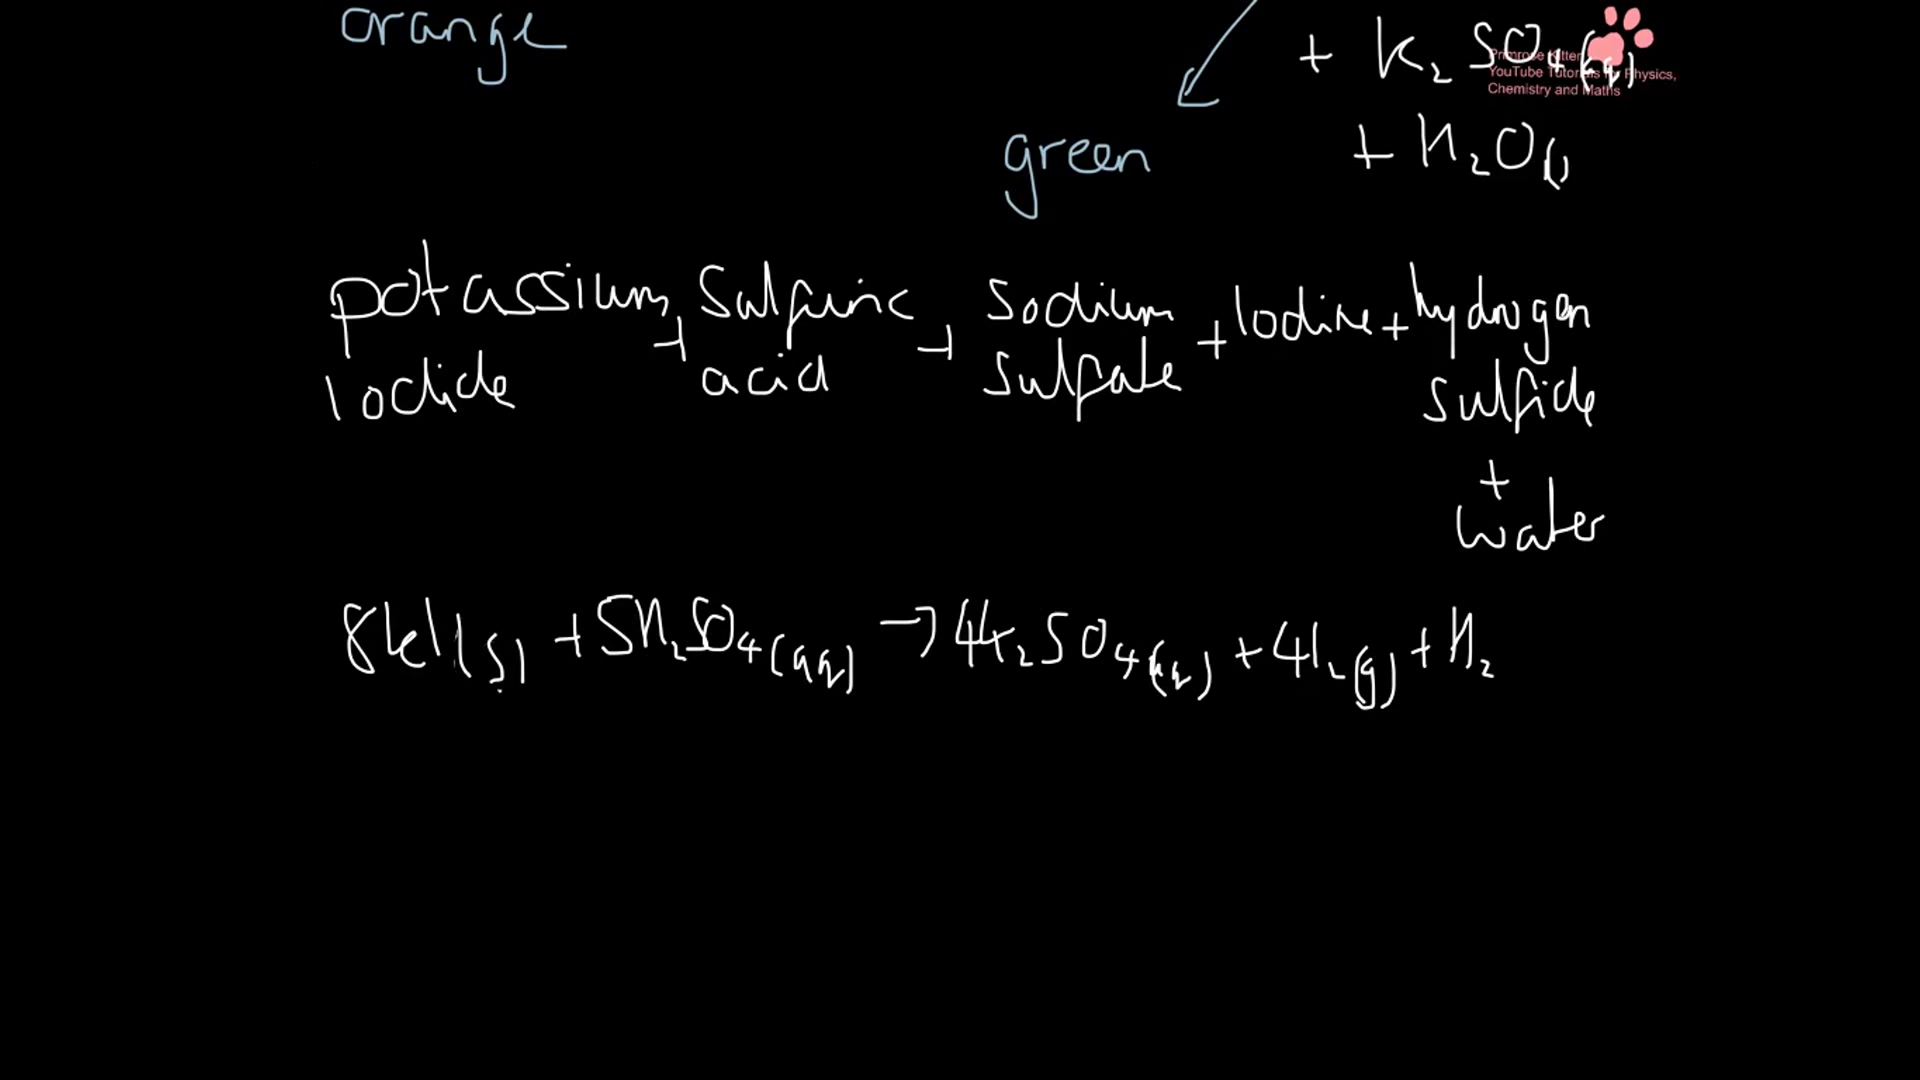 orange
+ K₂SO₄(aq)
Primrose Kitten
YouTube Tutorials for Physics,
Chemistry and Maths
green
+ H₂O(l)
potassium + Sulfuric + Sodium + Iodine + hydrogen
Iodide acid sulfate sulfide
+
water
8KI(s) + 5H₂SO₄(aq) → 4K₂SO₄(aq) + 4I₂(g) + H₂